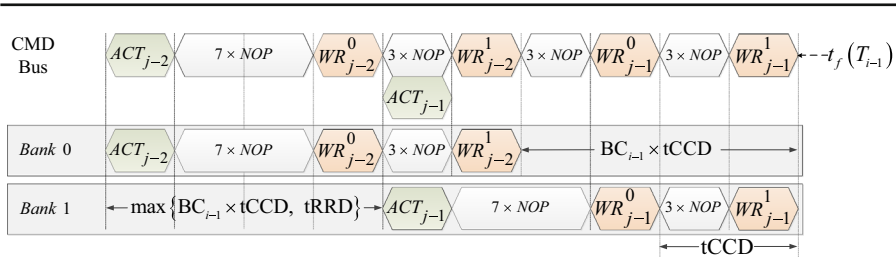 CMD Bus ACT_{j-2} 7 × NOP WR^0_{j-2} 3 × NOP WR^1_{j-2} 3 × NOP WR^0_{j-1} 3 × NOP WR^1_{j-1} t_f(T_{i-1})
ACT_{j-1}
Bank 0 ACT_{j-2} 7 × NOP WR^0_{j-2} 3 × NOP WR^1_{j-2} BC_{i-1} × tCCD
Bank 1 max{BC_{i-1} × tCCD, tRRD} ACT_{j-1} 7 × NOP WR^0_{j-1} 3 × NOP WR^1_{j-1}
tCCD